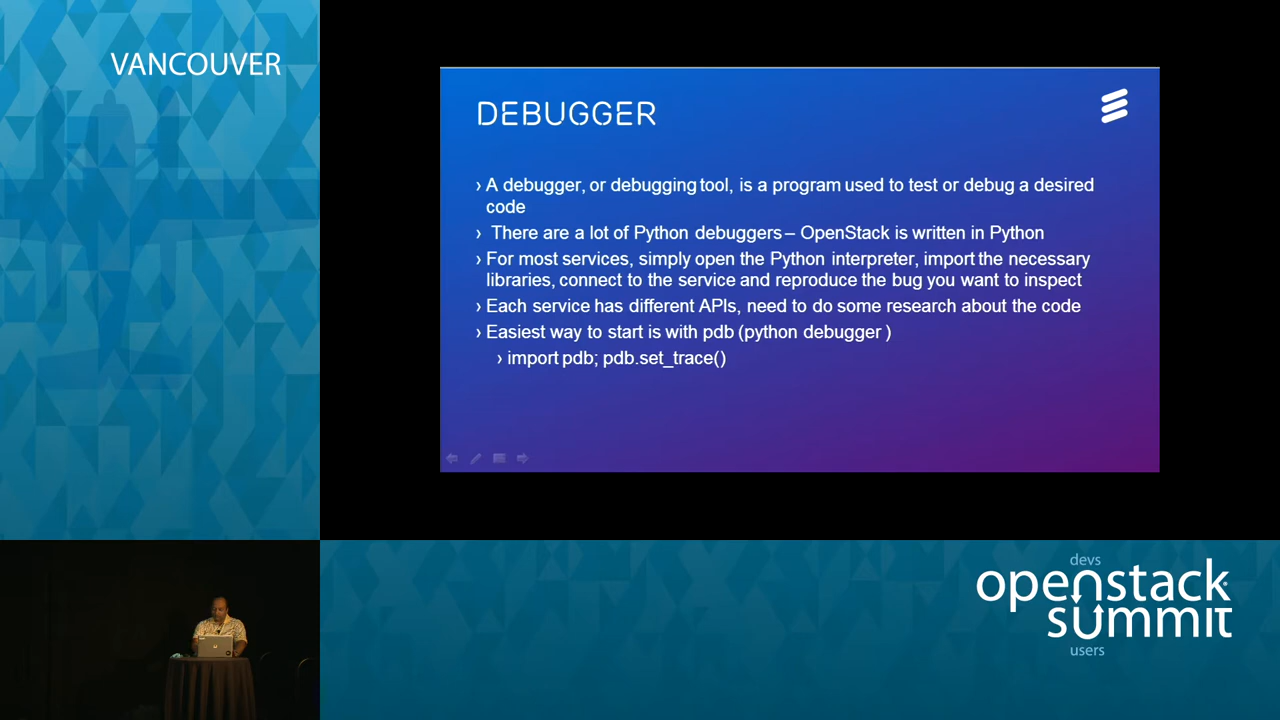 VANCOUVER
DEBUGGER
› A debugger, or debugging tool, is a program used to test or debug a desired
code
› There are a lot of Python debuggers – OpenStack is written in Python
› For most services, simply open the Python interpreter, import the necessary
libraries, connect to the service and reproduce the bug you want to inspect
› Each service has different APIs, need to do some research about the code
› Easiest way to start is with pdb (python debugger )
› import pdb; pdb.set_trace()
devs
openstack
summit
users